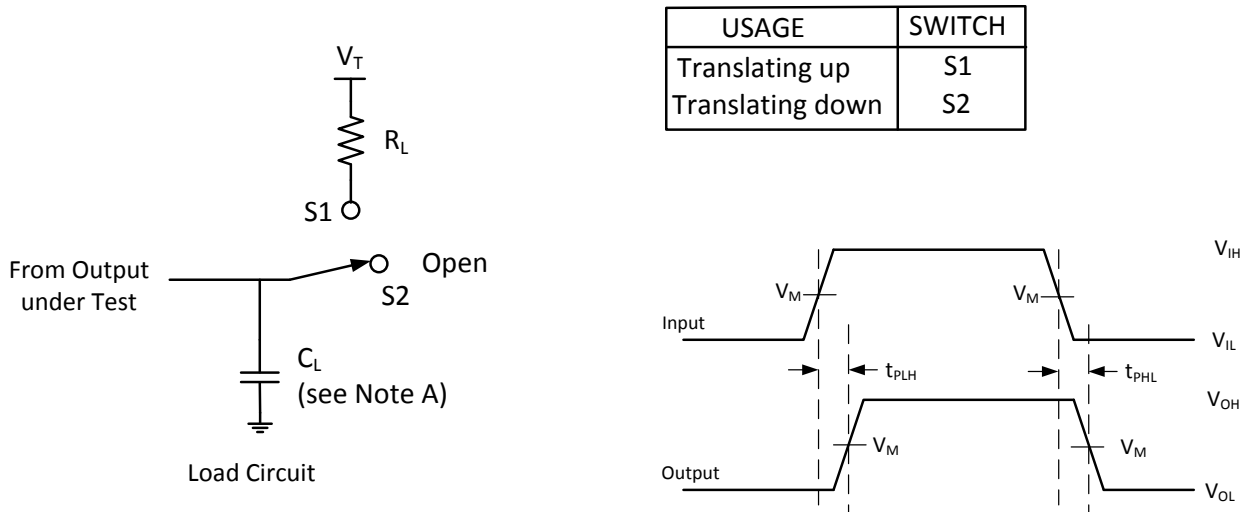 USAGE SWITCH
Translating up S1
Translating down S2
V_T
R_L
S1
From Output
under Test
Open
S2
C_L
(see Note A)
Load Circuit
V_IH
V_M V_M
Input
V_IL
t_PLH t_PHL
V_OH
V_M V_M
Output
V_OL